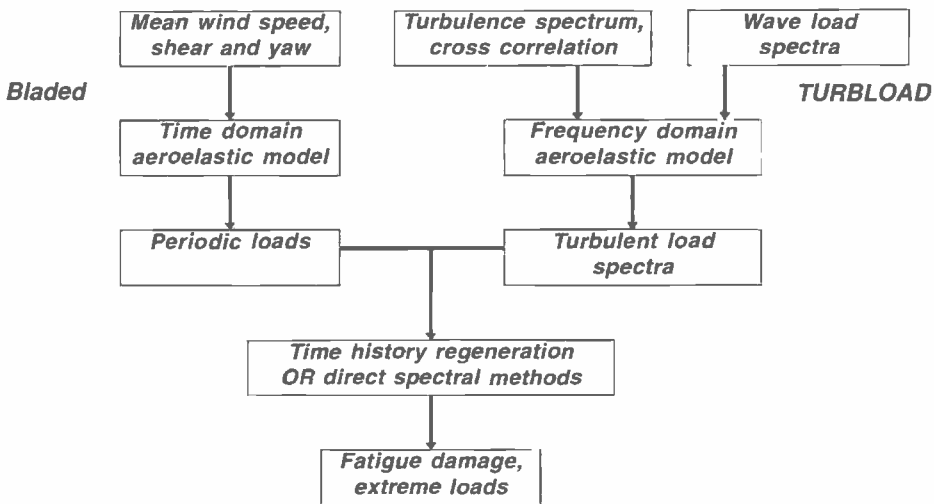 Mean wind speed,
shear and yaw
Turbulence spectrum,
cross correlation
Wave load
spectra
Bladed
TURBLOAD
Time domain
aeroelastic model
Frequency domain
aeroelastic model
Periodic loads
Turbulent load
spectra
Time history regeneration
OR direct spectral methods
Fatigue damage,
extreme loads